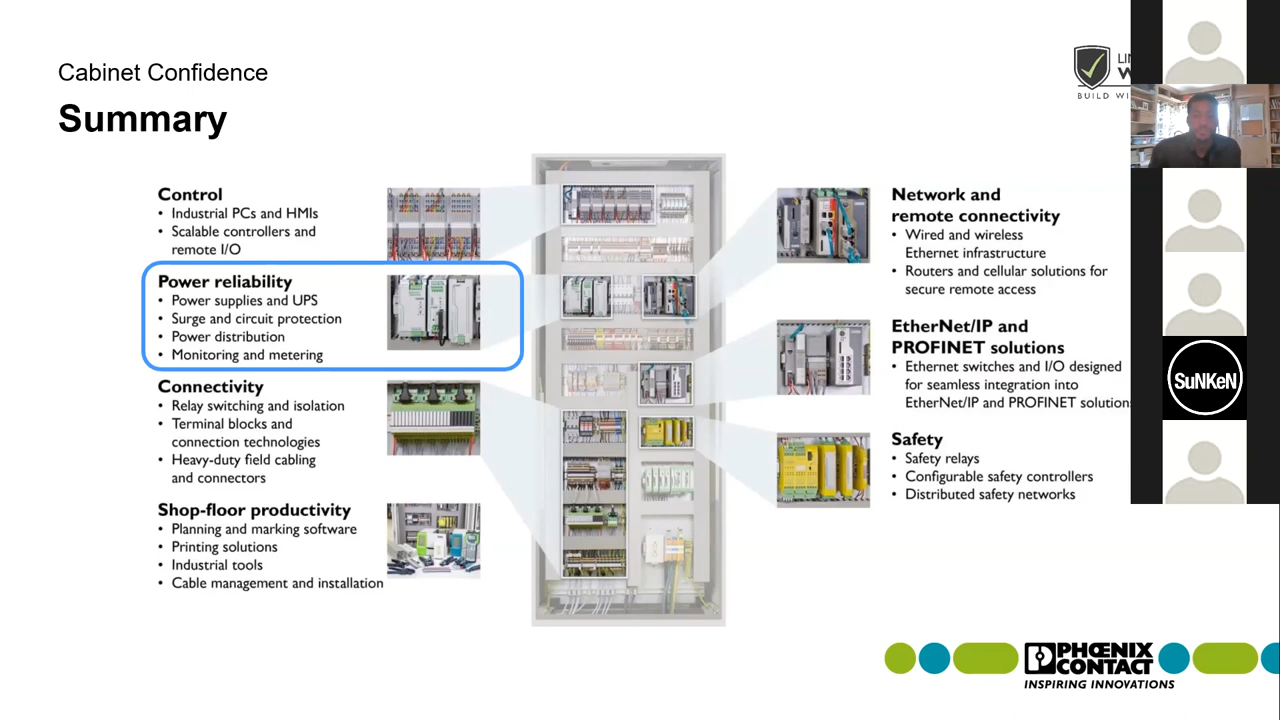 Cabinet Confidence
Summary
BUILD WI
Control
• Industrial PCs and HMIs
• Scalable controllers and
remote I/O
Power reliability
• Power supplies and UPS
• Surge and circuit protection
• Power distribution
• Monitoring and metering
Connectivity
• Relay switching and isolation
• Terminal blocks and
connection technologies
• Heavy-duty field cabling
and connectors
Shop-floor productivity
• Planning and marking software
• Printing solutions
• Industrial tools
• Cable management and installation
Network and
remote connectivity
• Wired and wireless
Ethernet infrastructure
• Routers and cellular solutions for
secure remote access
EtherNet/IP and
PROFINET solutions
• Ethernet switches and I/O designed
for seamless integration into
EtherNet/IP and PROFINET solution
Safety
• Safety relays
• Configurable safety controllers
• Distributed safety networks
SuNKeN
PHŒNIX
CONTACT
INSPIRING INNOVATIONS